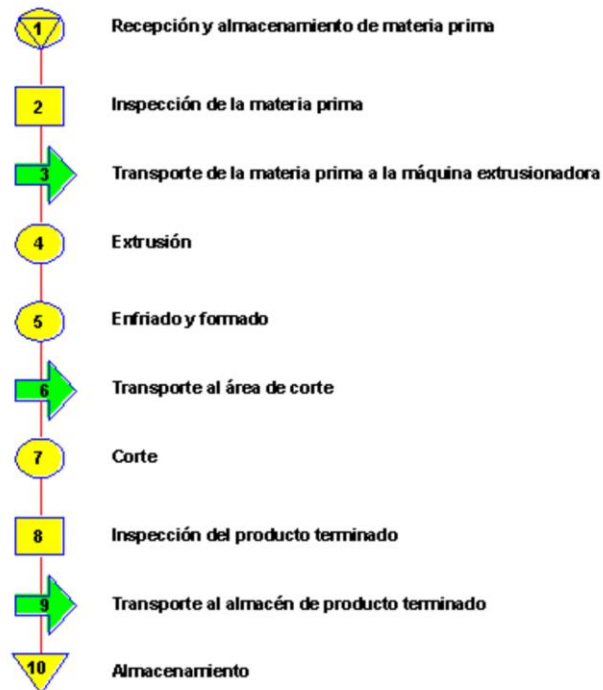 1 Recepción y almacenamiento de materia prima
2 Inspección de la materia prima
3 Transporte de la materia prima a la máquina extrusionadora
4 Extrusión
5 Enfriado y formado
6 Transporte al área de corte
7 Corte
8 Inspección del producto terminado
9 Transporte al almacén de producto terminado
10 Almacenamiento